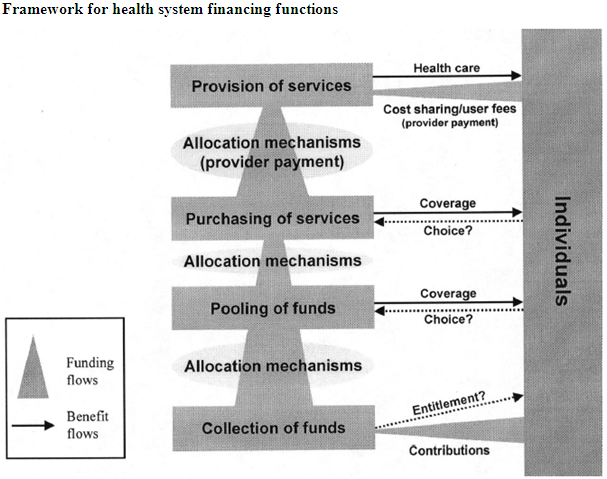 Framework for health system financing functions
Provision of services
Health care
Cost sharing/user fees
(provider payment)
Allocation mechanisms
(provider payment)
Purchasing of services
Coverage
Choice?
Allocation mechanisms
Pooling of funds
Coverage
Choice?
Allocation mechanisms
Collection of funds
Entitlement?
Contributions
Individuals
Funding
flows
Benefit
flows